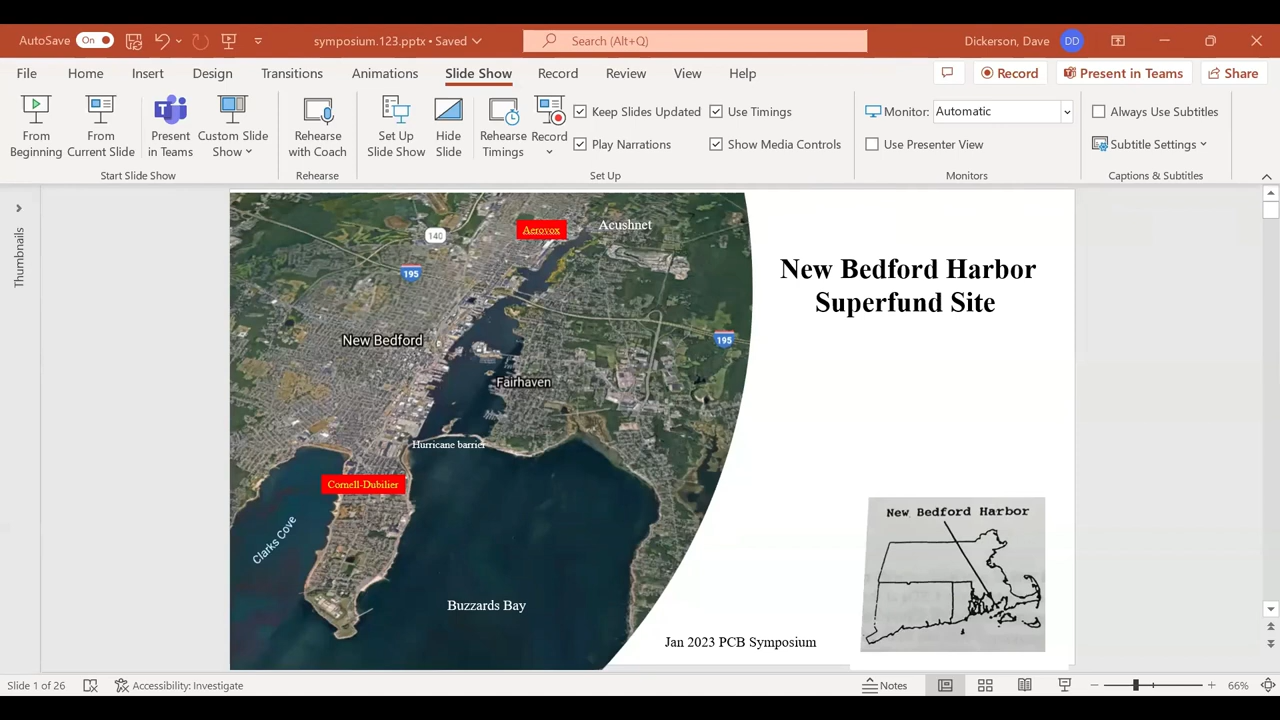 AutoSave On symposium.123.pptx • Saved Search (Alt+Q) Dickerson, Dave DD
File Home Insert Design Transitions Animations Slide Show Record Review View Help Record Present in Teams Share
From Beginning
From Current Slide
Present in Teams
Custom Slide Show
Start Slide Show
Rehearse with Coach
Rehearse
Set Up Slide Show
Hide Slide
Rehearse Timings
Record
Keep Slides Updated
Play Narrations
Use Timings
Show Media Controls
Set Up
Monitor: Automatic
Use Presenter View
Monitors
Always Use Subtitles
Subtitle Settings
Captions & Subtitles
Thumbnails
Aerovox
Acushnet
140
195
New Bedford
195
Fairhaven
Hurricane barrier
Cornell-Dubilier
Clarks Cove
Buzzards Bay
New Bedford Harbor
Superfund Site
New Bedford Harbor
Jan 2023 PCB Symposium
Slide 1 of 26 Accessibility: Investigate Notes 66%